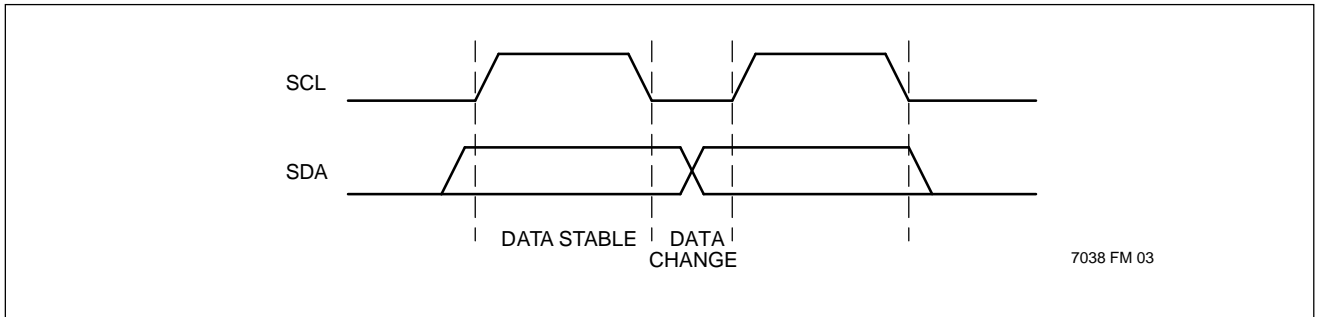 SCL
SDA
DATA STABLE
DATA
CHANGE
7038 FM 03